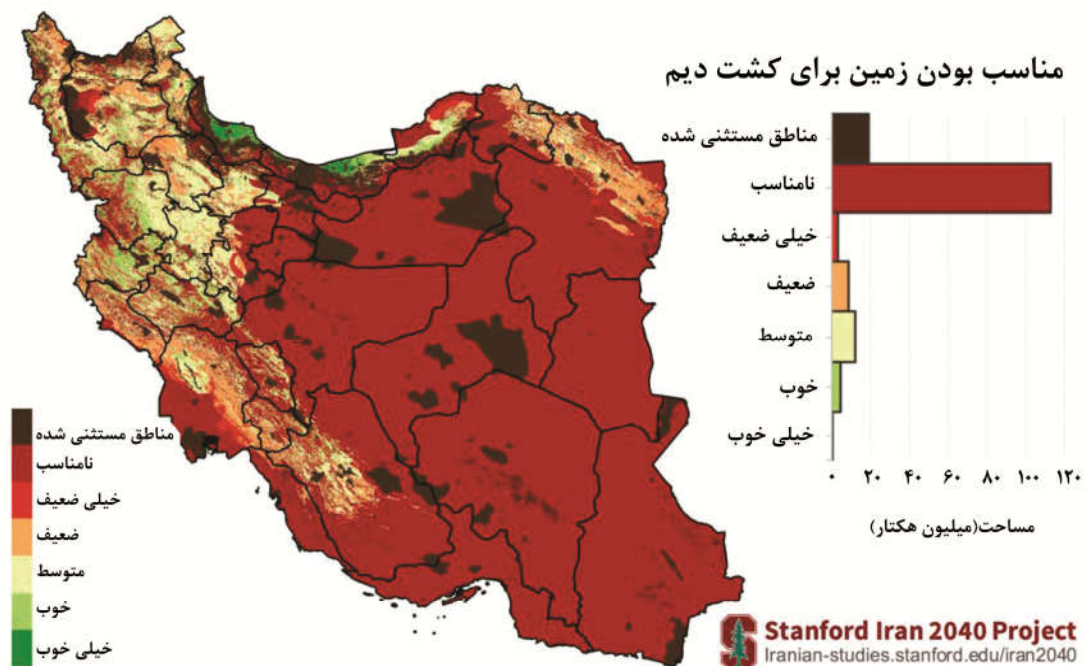 مناسب بودن زمین برای کشت دیم
مناطق مستثنی شده
نامناسب
خیلی ضعیف
ضعیف
متوسط
خوب
خیلی خوب
۰ ۲۰ ۴۰ ۶۰ ۸۰ ۱۰۰ ۱۲۰
مساحت(میلیون هکتار)
مناطق مستثنی شده
نامناسب
خیلی ضعیف
ضعیف
متوسط
خوب
خیلی خوب
Stanford Iran 2040 Project
Iranian-studies.stanford.edu/iran2040